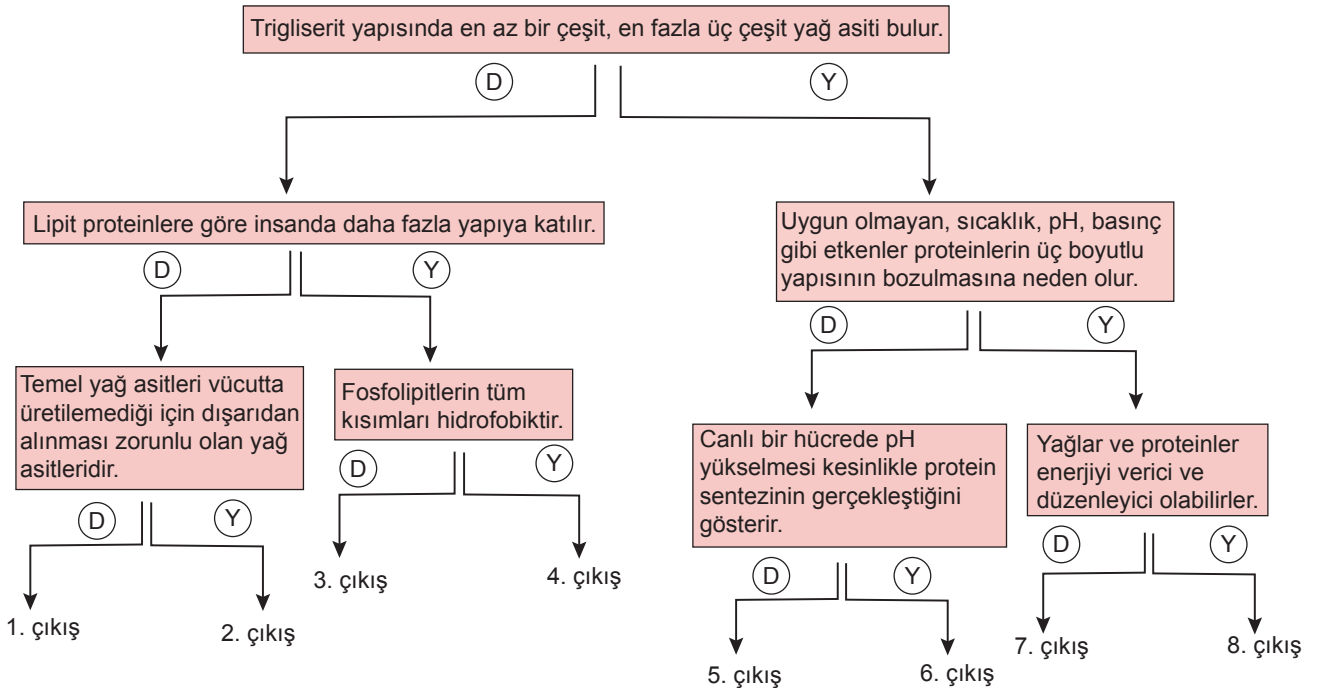 Trigliserit yapısında en az bir çeşit, en fazla üç çeşit yağ asiti bulur.
D
Y
Lipit proteinlere göre insanda daha fazla yapıya katılır.
D
Y
Uygun olmayan, sıcaklık, pH, basınç
gibi etkenler proteinlerin üç boyutlu
yapısının bozulmasına neden olur.
D
Y
Temel yağ asitleri vücutta
üretilemediği için dışarıdan
alınması zorunlu olan yağ
asitleridir.
D
Y
Fosfolipitlerin tüm
kısımları hidrofobiktir.
D
Y
Canlı bir hücrede pH
yükselmesi kesinlikle protein
sentezinin gerçekleştiğini
gösterir.
D
Y
Yağlar ve proteinler
enerjiyi verici ve
düzenleyici olabilirler.
D
Y
1. çıkış
2. çıkış
3. çıkış
4. çıkış
5. çıkış
6. çıkış
7. çıkış
8. çıkış